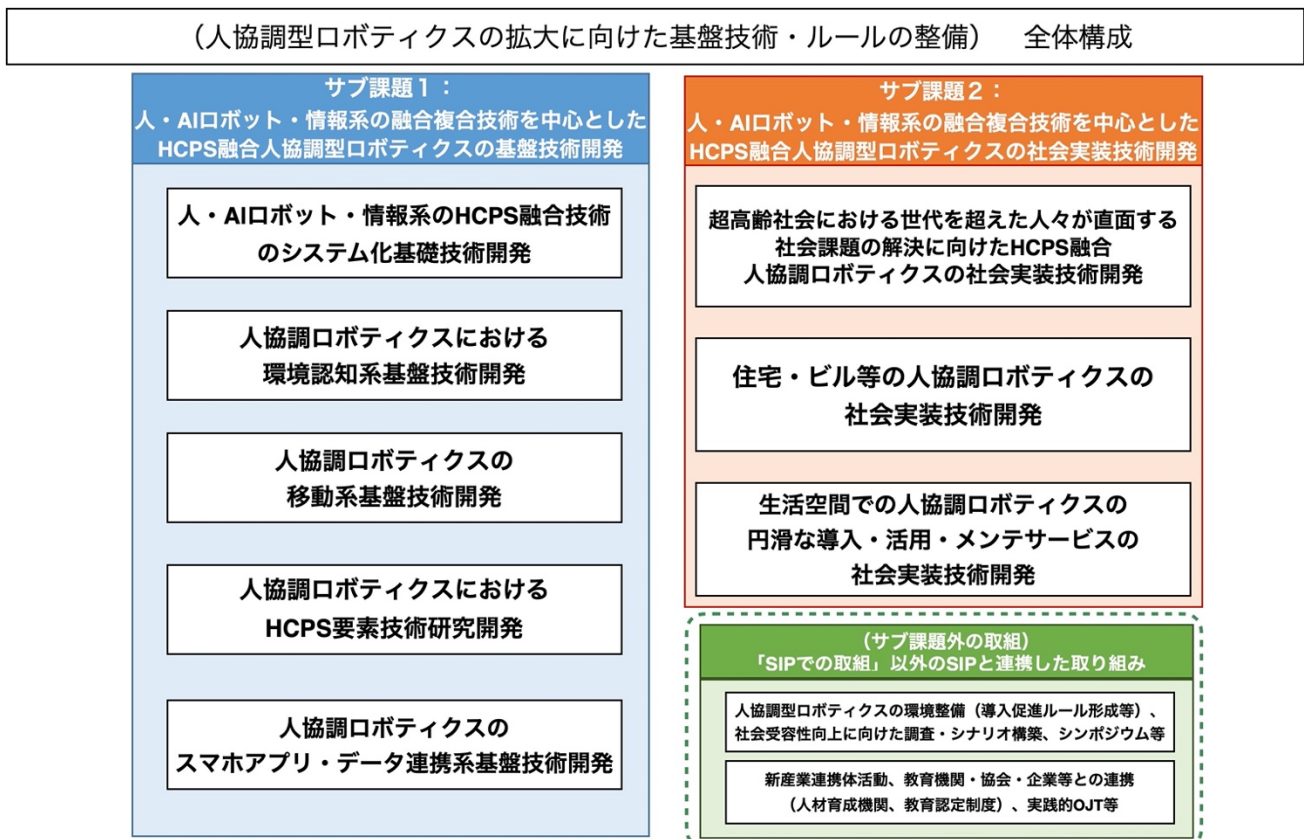 （人協調型ロボティクスの拡大に向けた基盤技術・ルールの整備）　全体構成
サブ課題１：
人・AIロボット・情報系の融合複合技術を中心とした
HCPS融合人協調型ロボティクスの基盤技術開発
人・AIロボット・情報系のHCPS融合技術
のシステム化基礎技術開発
人協調ロボティクスにおける
環境認知系基盤技術開発
人協調ロボティクスの
移動系基盤技術開発
人協調ロボティクスにおける
HCPS要素技術研究開発
人協調ロボティクスの
スマホアプリ・データ連携系基盤技術開発
サブ課題２：
人・AIロボット・情報系の融合複合技術を中心とした
HCPS融合人協調型ロボティクスの社会実装技術開発
超高齢社会における世代を超えた人々が直面する
社会課題の解決に向けたHCPS融合
人協調ロボティクスの社会実装技術開発
住宅・ビル等の人協調ロボティクスの
社会実装技術開発
生活空間での人協調ロボティクスの
円滑な導入・活用・メンテサービスの
社会実装技術開発
（サブ課題外の取組）
「SIPでの取組」以外のSIPと連携した取り組み
人協調型ロボティクスの環境整備（導入促進ルール形成等）、
社会受容性向上に向けた調査・シナリオ構築、シンポジウム等
新産業連携体活動、教育機関・協会・企業等との連携
（人材育成機関、教育認定制度）、実践的OJT等